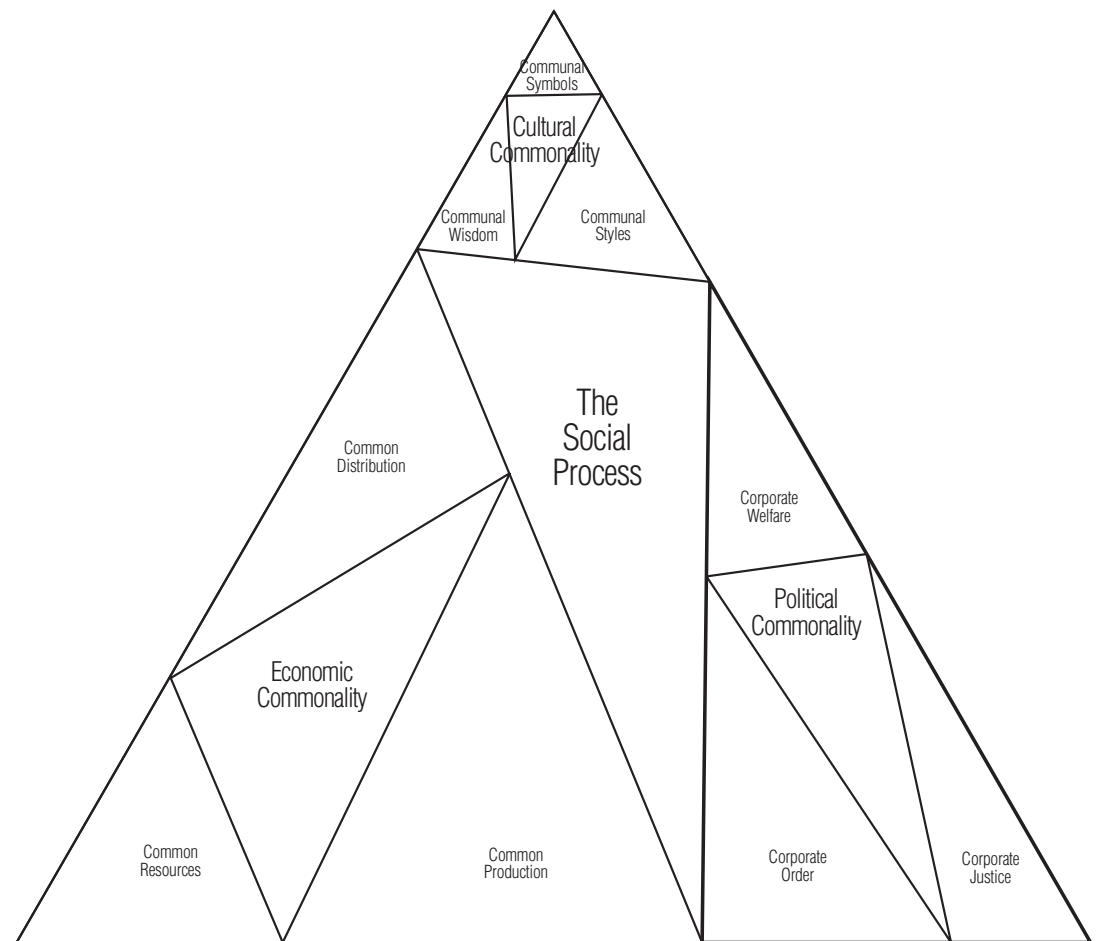 Communal
Symbols
Cultural
Commonality
Communal
Wisdom
Communal
Styles
The
Social
Process
Common
Distribution
Corporate
Welfare
Political
Commonality
Economic
Commonality
Common
Resources
Common
Production
Corporate
Order
Corporate
Justice